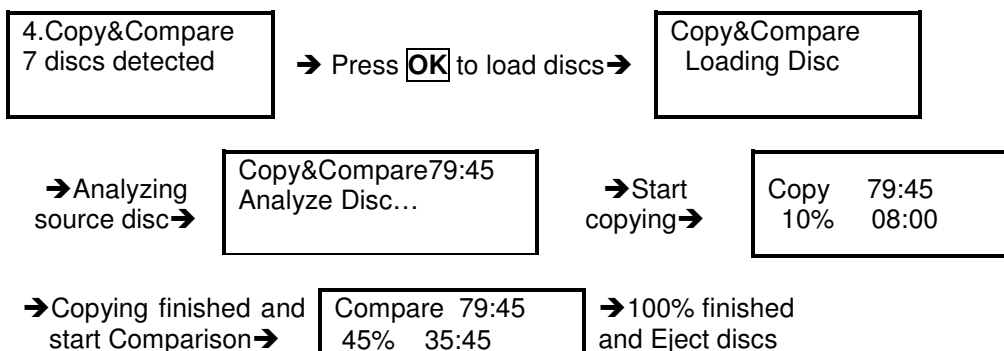 4.Copy&Compare
7 discs detected
➔ Press OK to load discs➔
Copy&Compare
Loading Disc
➔Analyzing
source disc➔
Copy&Compare79:45
Analyze Disc…
➔Start
copying➔
Copy 79:45
10% 08:00
➔Copying finished and
start Comparison➔
Compare 79:45
45% 35:45
➔100% finished
and Eject discs